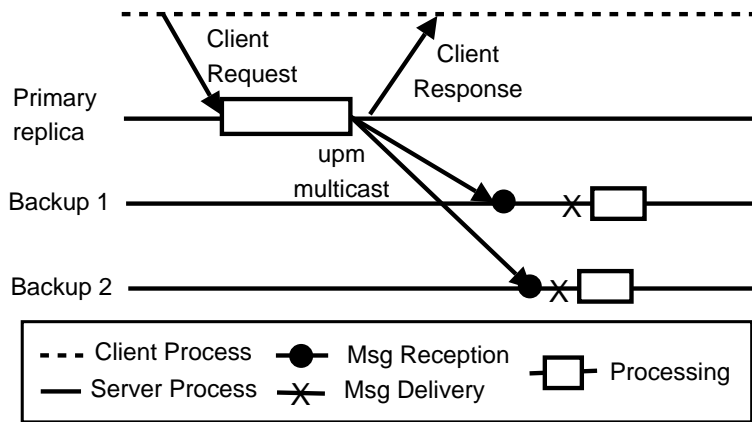 Client
Request
Client
Response
Primary
replica
upm
multicast
Backup 1
Backup 2
Client Process
Msg Reception
Processing
Server Process
Msg Delivery